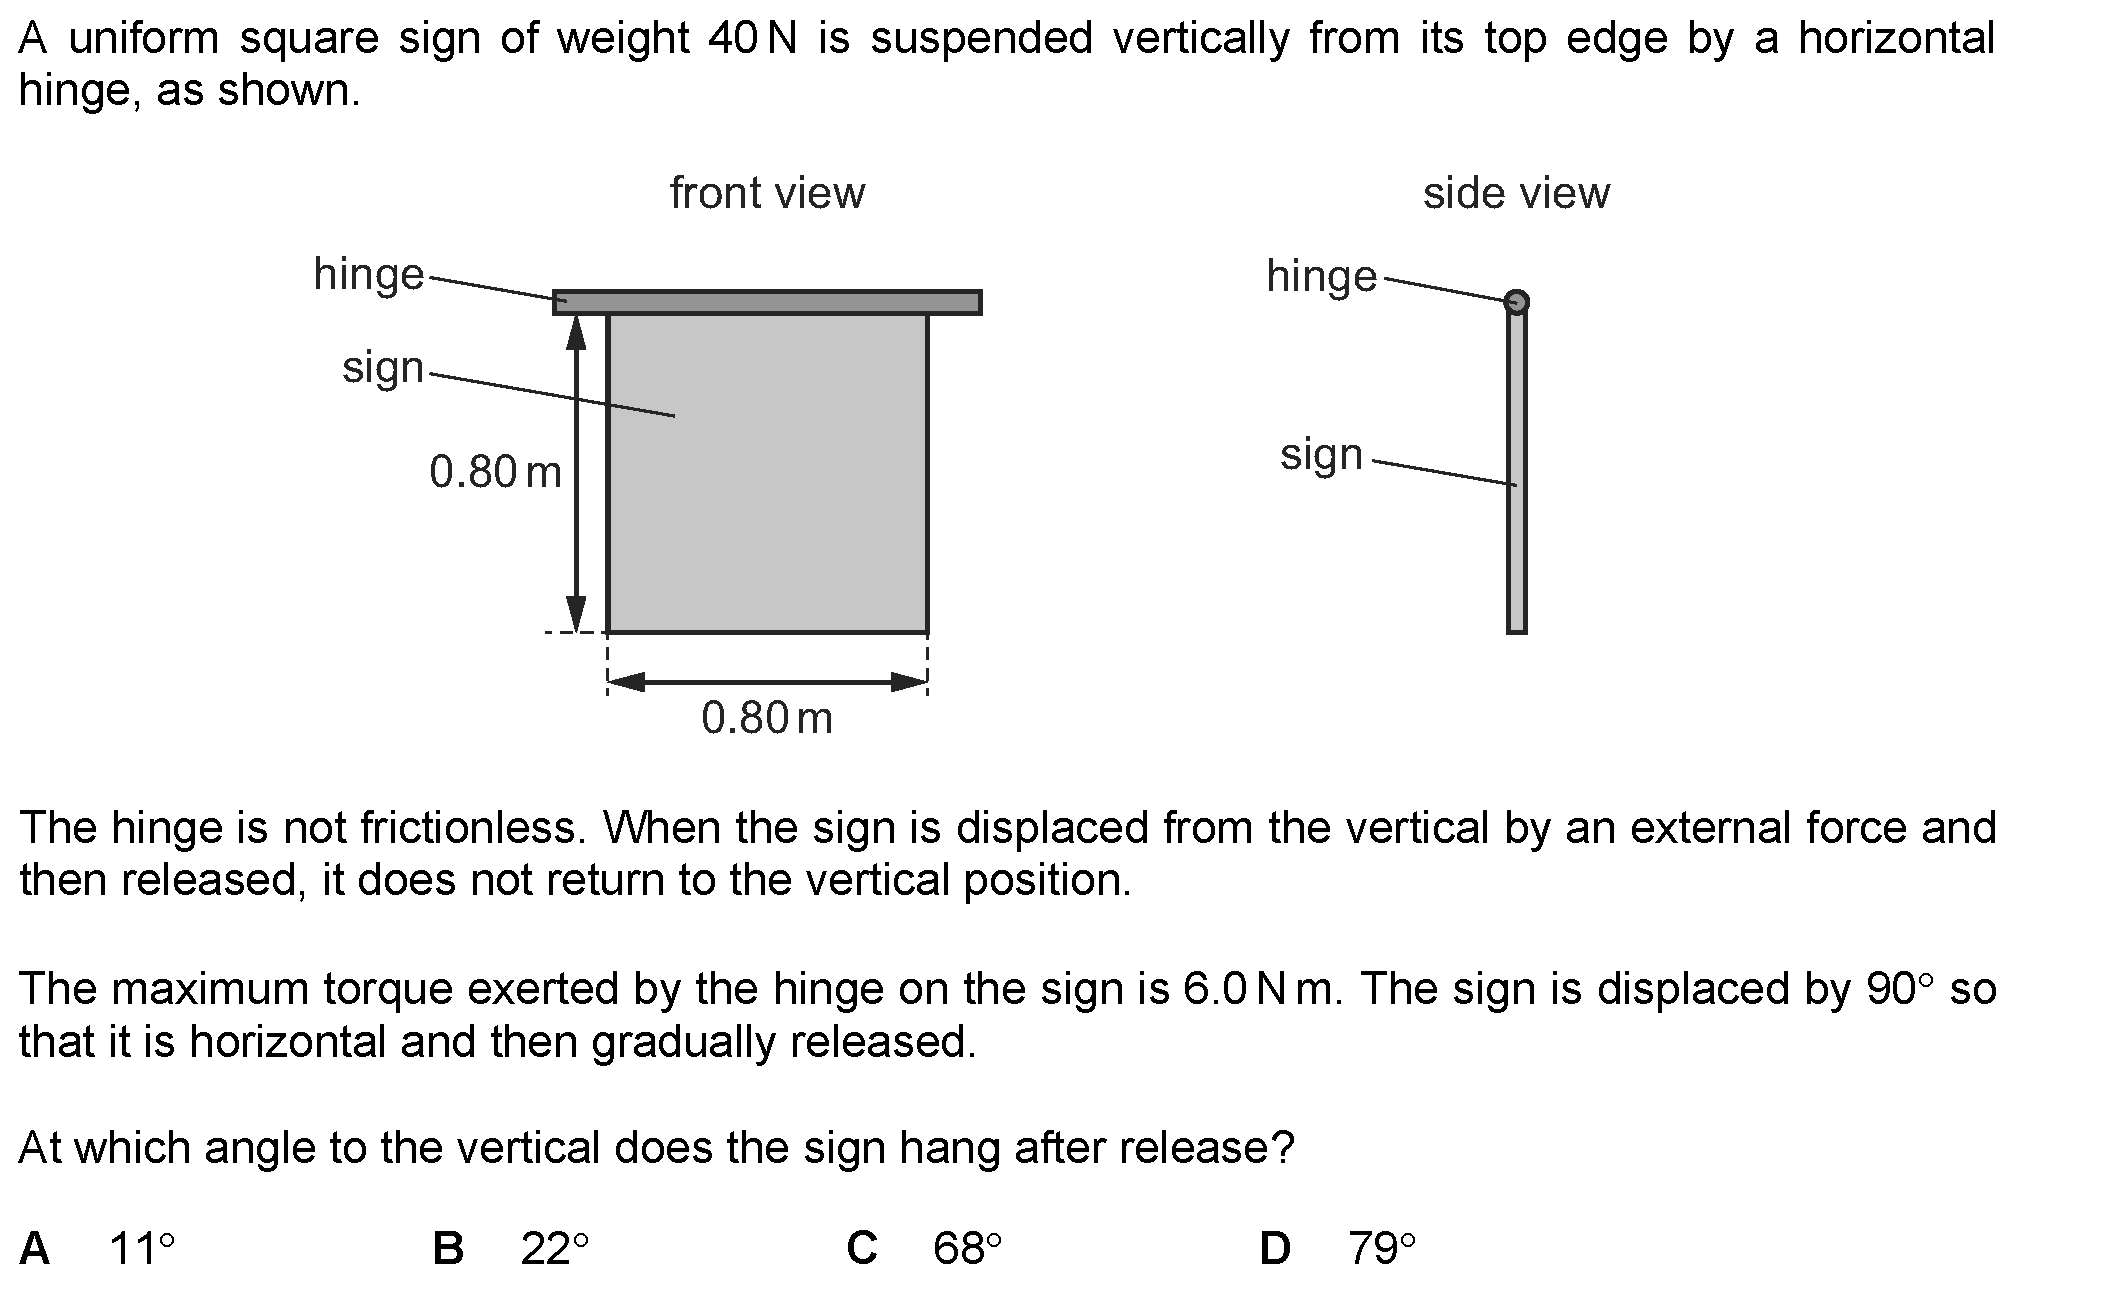 A uniform square sign of weight 40 N is suspended vertically from its top edge by a horizontal
hinge, as shown.
front view
side view
hinge
hinge
sign
sign
0.80 m
0.80 m
The hinge is not frictionless. When the sign is displaced from the vertical by an external force and
then released, it does not return to the vertical position.
The maximum torque exerted by the hinge on the sign is 6.0 N m. The sign is displaced by 90° so
that it is horizontal and then gradually released.
At which angle to the vertical does the sign hang after release?
A 11° B 22° C 68° D 79°